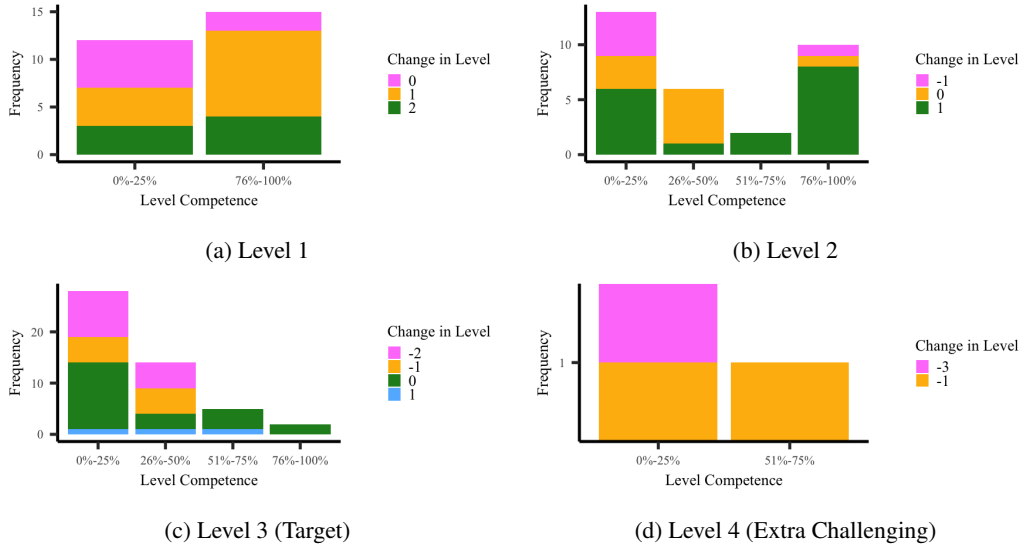 15
10
5
0
Frequency
0%-25%
76%-100%
Level Competence
Change in Level
0
1
2
(a) Level 1
10
5
0
Frequency
0%-25%
26%-50%
51%-75%
76%-100%
Level Competence
Change in Level
-1
0
1
(b) Level 2
20
10
0
Frequency
0%-25%
26%-50%
51%-75%
76%-100%
Level Competence
Change in Level
-2
-1
0
1
(c) Level 3 (Target)
1
Frequency
0%-25%
51%-75%
Level Competence
Change in Level
-3
-1
(d) Level 4 (Extra Challenging)